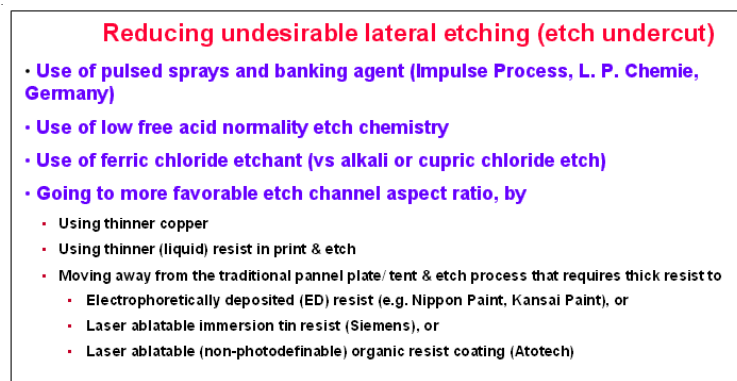 Reducing undesirable lateral etching (etch undercut)
• Use of pulsed sprays and banking agent (Impulse Process, L. P. Chemie,
Germany)
• Use of low free acid normality etch chemistry
• Use of ferric chloride etchant (vs alkali or cupric chloride etch)
• Going to more favorable etch channel aspect ratio, by
▪ Using thinner copper
▪ Using thinner (liquid) resist in print & etch
▪ Moving away from the traditional pannel plate/ tent & etch process that requires thick resist to
▪ Electrophoretically deposited (ED) resist (e.g. Nippon Paint, Kansai Paint), or
▪ Laser ablatable immersion tin resist (Siemens), or
▪ Laser ablatable (non-photodefinable) organic resist coating (Atotech)